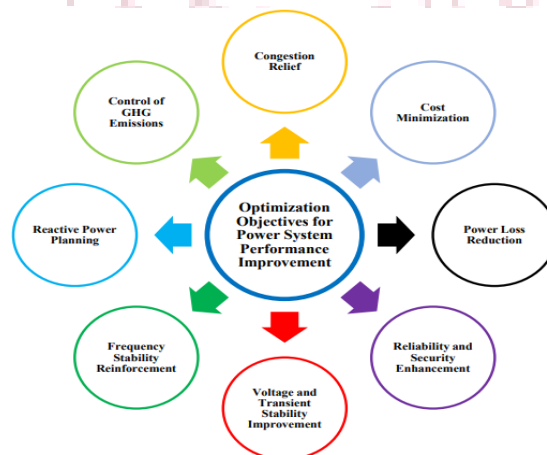 Congestion
Relief
Control of
GHG
Emissions
Cost
Minimization
Optimization
Objectives for
Power System
Performance
Improvement
Reactive Power
Planning
Power Loss
Reduction
Frequency
Stability
Reinforcement
Reliability and
Security
Enhancement
Voltage and
Transient
Stability
Improvement